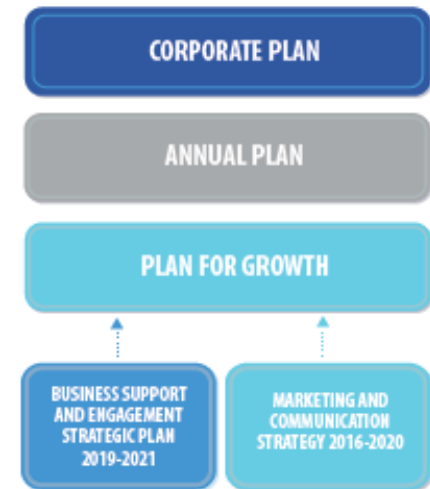 CORPORATE PLAN
ANNUAL PLAN
PLAN FOR GROWTH
BUSINESS SUPPORT
AND ENGAGEMENT
STRATEGIC PLAN
2019-2021
MARKETING AND
COMMUNICATION
STRATEGY 2016-2020